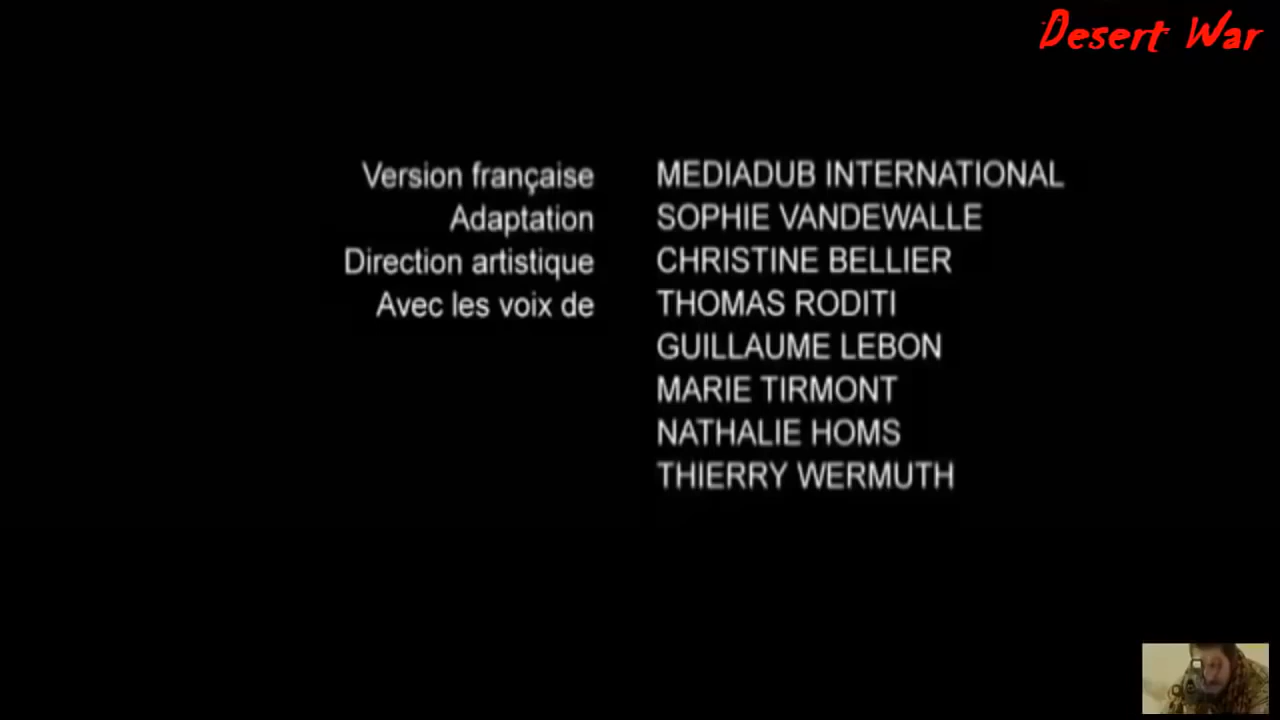 Desert War
Version française MEDIADUB INTERNATIONAL
Adaptation SOPHIE VANDEWALLE
Direction artistique CHRISTINE BELLIER
Avec les voix de THOMAS RODITI
GUILLAUME LEBON
MARIE TIRMONT
NATHALIE HOMS
THIERRY WERMUTH